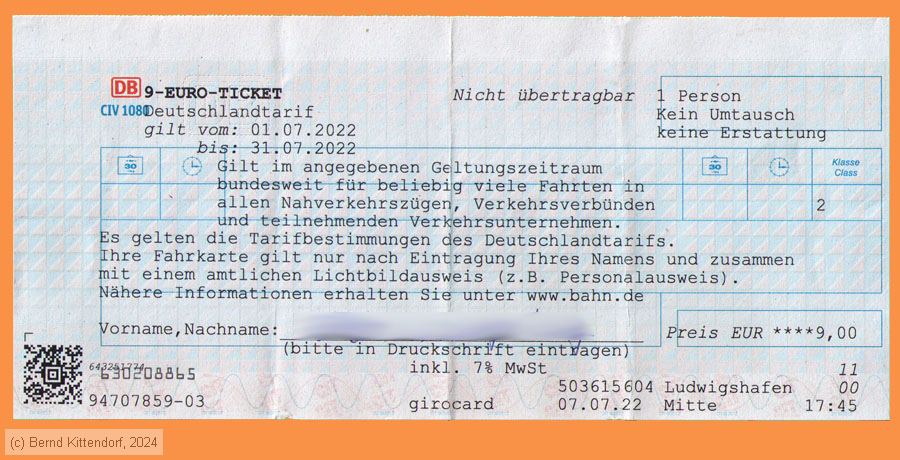 DB 9-EURO-TICKET Nicht übertragbar 1 Person
CIV 1080 Deutschlandtarif Kein Umtausch
gilt vom: 01.07.2022 keine Erstattung
bis: 31.07.2022
Gilt im angegebenen Geltungszeitraum
30 30 Klasse
Class
bundesweit für beliebig viele Fahrten in
allen Nahverkehrszügen, Verkehrsverbünden 2
und teilnehmenden Verkehrsunternehmen.
Es gelten die Tarifbestimmungen des Deutschlandtarifs.
Ihre Fahrkarte gilt nur nach Eintragung Ihres Namens und zusammen
mit einem amtlichen Lichtbildausweis (z.B. Personalausweis).
Nähere Informationen erhalten Sie unter www.bahn.de
Vorname,Nachname: Preis EUR ****9,00
(bitte in Druckschrift eintragen)
inkl. 7% MwSt 11
630208865 503615604 Ludwigshafen 00
94707859-03 girocard 07.07.22 Mitte 17:45
(c) Bernd Kittendorf, 2024